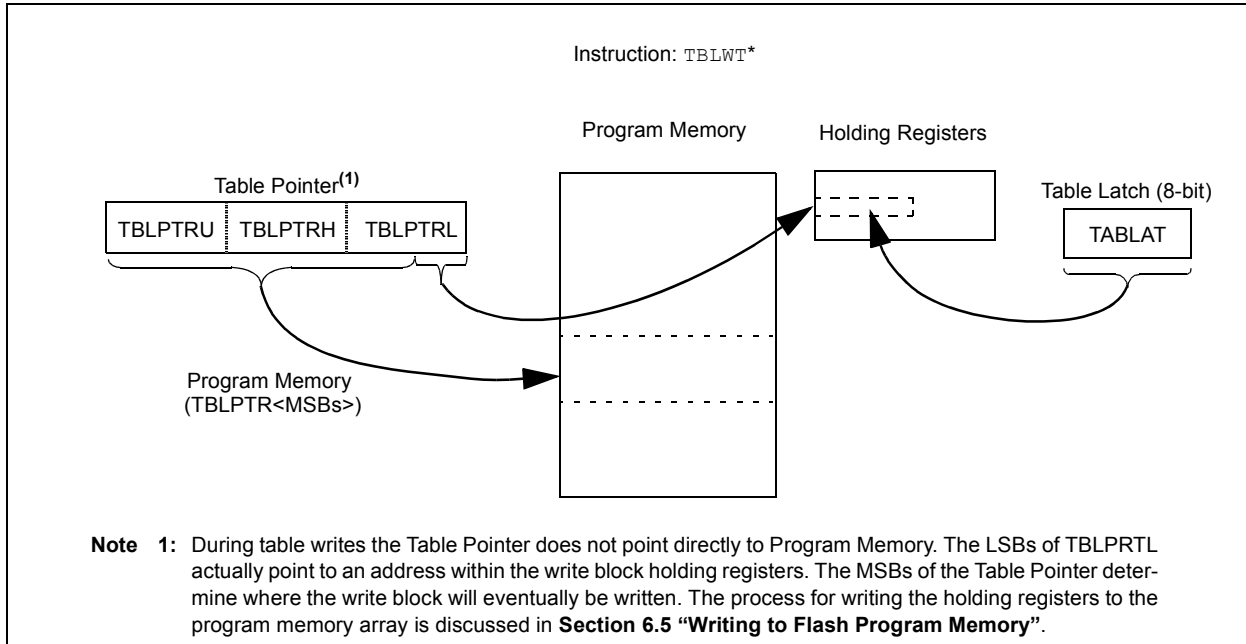 Instruction: TBLWT*
Program Memory
Holding Registers
Table Pointer(1)
Table Latch (8-bit)
TBLPTRU TBLPTRH TBLPTRL
TABLAT
Program Memory
(TBLPTR<MSBs>)
Note 1: During table writes the Table Pointer does not point directly to Program Memory. The LSBs of TBLPRTL
actually point to an address within the write block holding registers. The MSBs of the Table Pointer deter-
mine where the write block will eventually be written. The process for writing the holding registers to the
program memory array is discussed in Section 6.5 “Writing to Flash Program Memory”.